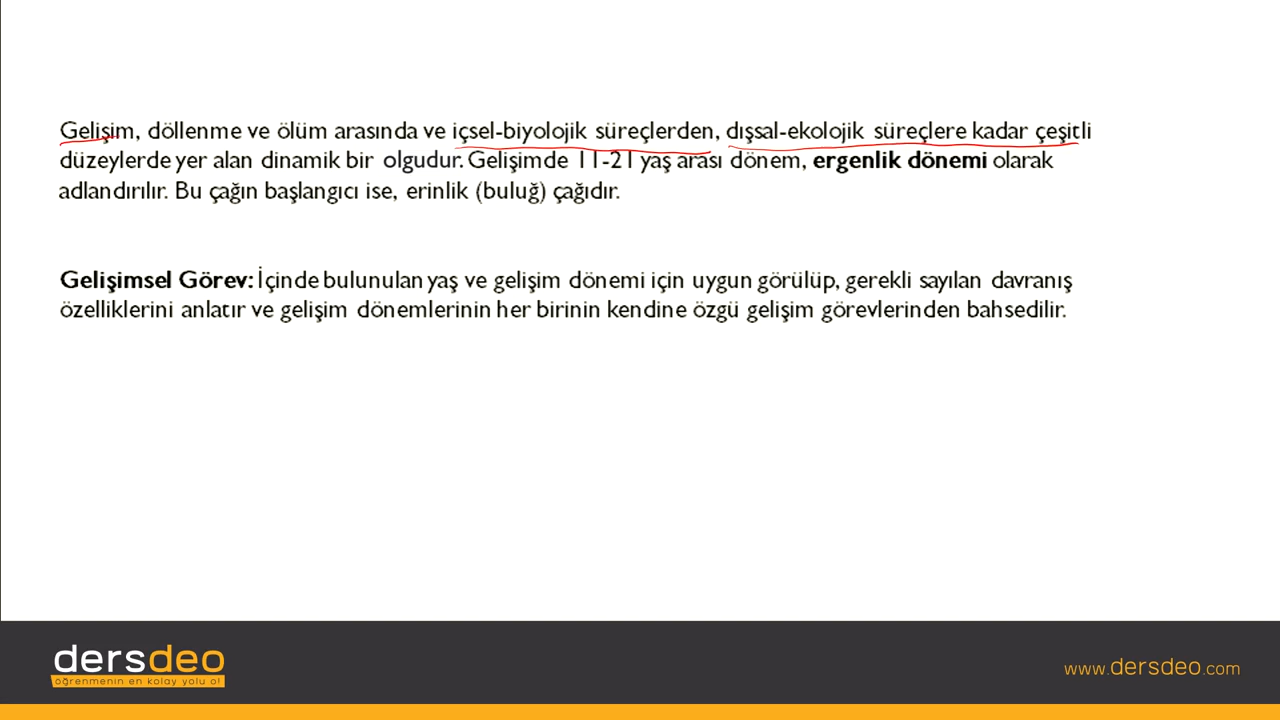 Gelişim, döllenme ve ölüm arasında ve içsel-biyolojik süreçlerden, dışsal-ekolojik süreçlere kadar çeşitli
düzeylerde yer alan dinamik bir olgudur. Gelişimde 11-21 yaş arası dönem, ergenlik dönemi olarak
adlandırılır. Bu çağın başlangıcı ise, erinlik (buluğ) çağıdır.
Gelişimsel Görev: İçinde bulunulan yaş ve gelişim dönemi için uygun görülüp, gerekli sayılan davranış
özelliklerini anlatır ve gelişim dönemlerinin her birinin kendine özgü gelişim görevlerinden bahsedilir.
dersdeo
öğrenmenin en kolay yolu o!
www.dersdeo.com